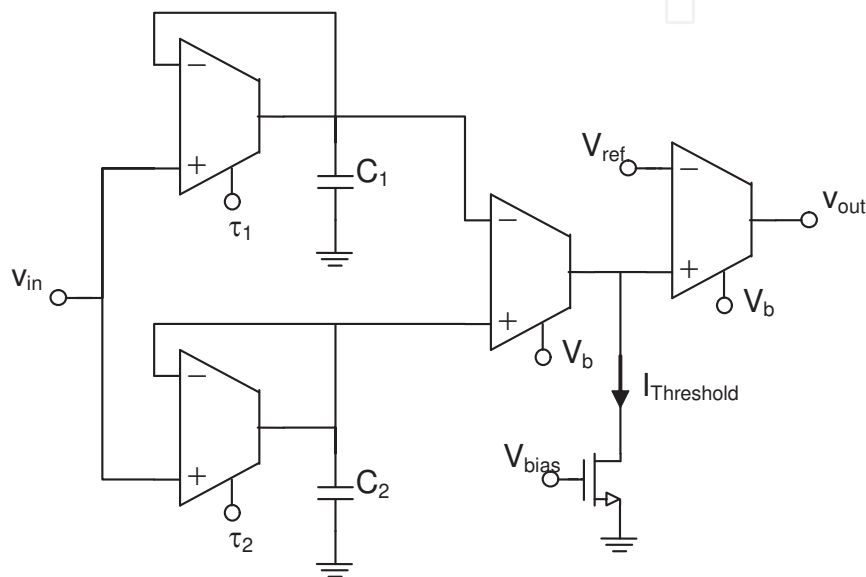 −
+
τ₁
C₁
v_in
−
+
τ₂
C₂
−
+
V_b
V_ref
−
+
V_b
v_out
I_Threshold
V_bias